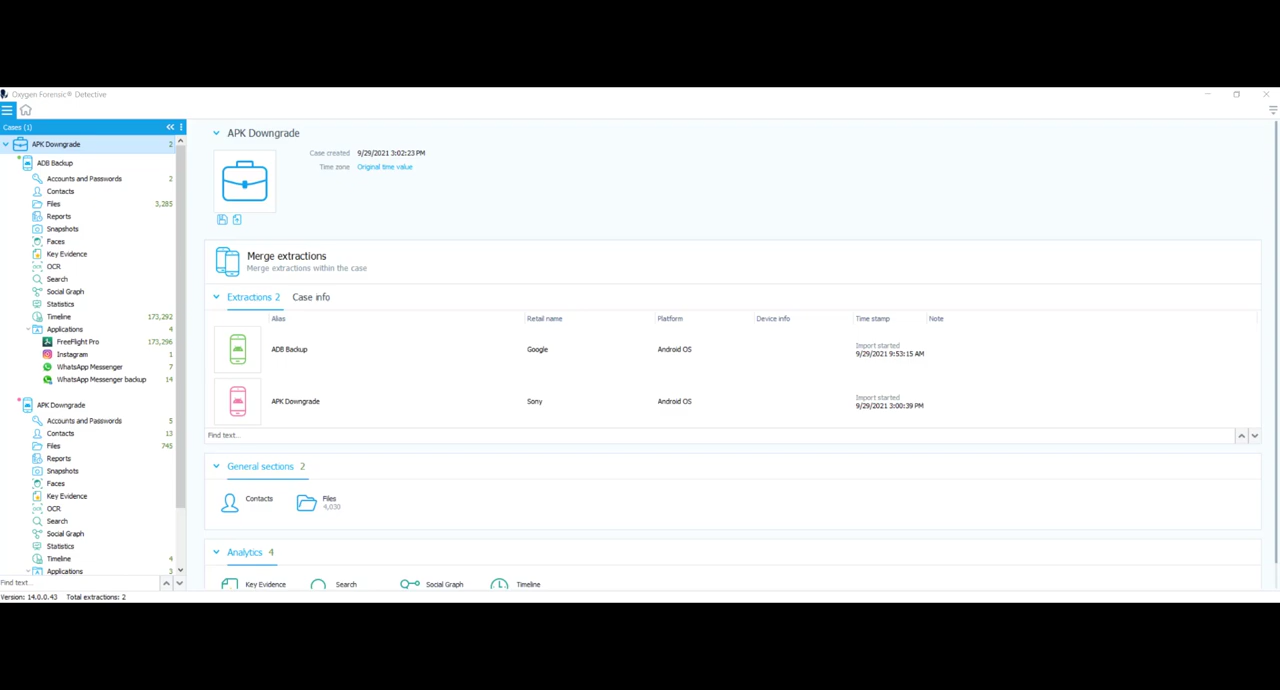 Oxygen Forensic® Detective
Cases (1)
APK Downgrade 2
ADB Backup
Accounts and Passwords 2
Contacts
Files 3,285
Reports
Snapshots
Faces
Key Evidence
OCR
Search
Social Graph
Statistics
Timeline 173,292
Applications 4
FreeFlight Pro 173,296
Instagram 1
WhatsApp Messenger 7
WhatsApp Messenger backup 14
APK Downgrade
Accounts and Passwords 5
Contacts 13
Files 745
Reports
Snapshots
Faces
Key Evidence
OCR
Search
Social Graph
Statistics
Timeline 4
Applications 3
Find text...
Version: 14.0.0.43 Total extractions: 2
APK Downgrade
Case created 9/29/2021 3:02:23 PM
Time zone Original time value
Merge extractions
Merge extractions within the case
Extractions 2 Case info
Alias Retail name Platform Device info Time stamp Note
ADB Backup Google Android OS Import started
9/29/2021 9:53:15 AM
APK Downgrade Sony Android OS Import started
9/29/2021 3:00:39 PM
Find text...
General sections 2
Contacts Files
4,030
Analytics 4
Key Evidence Search Social Graph Timeline